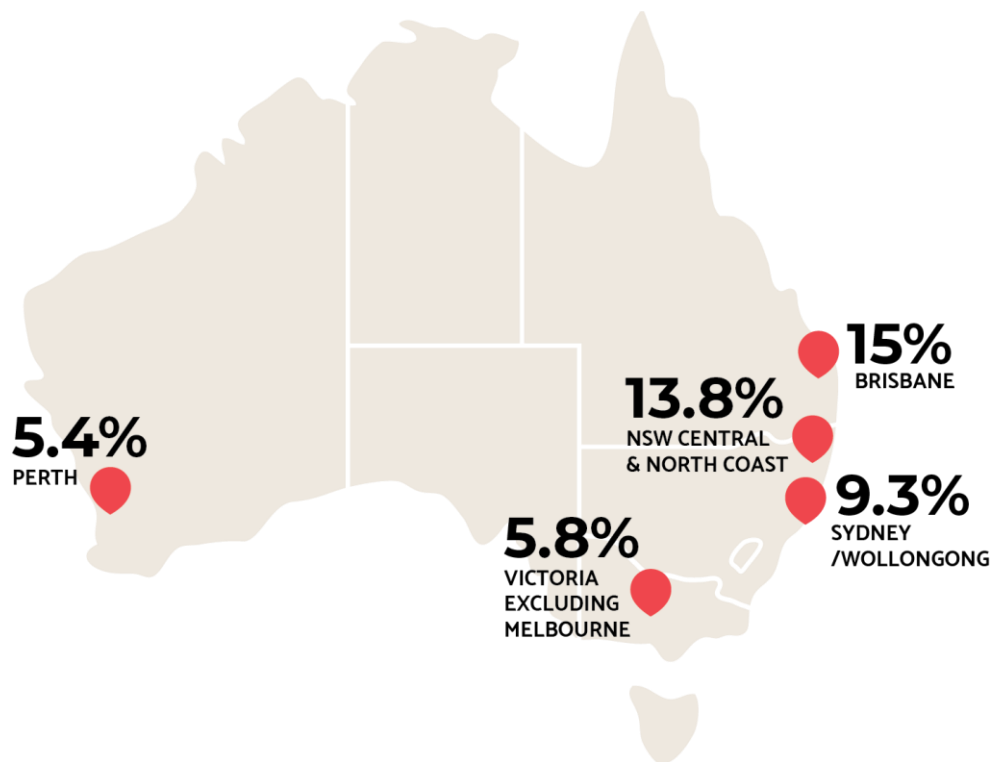 15%
BRISBANE
13.8%
NSW CENTRAL
& NORTH COAST
5.4%
PERTH
9.3%
SYDNEY
/WOLLONGONG
5.8%
VICTORIA
EXCLUDING
MELBOURNE